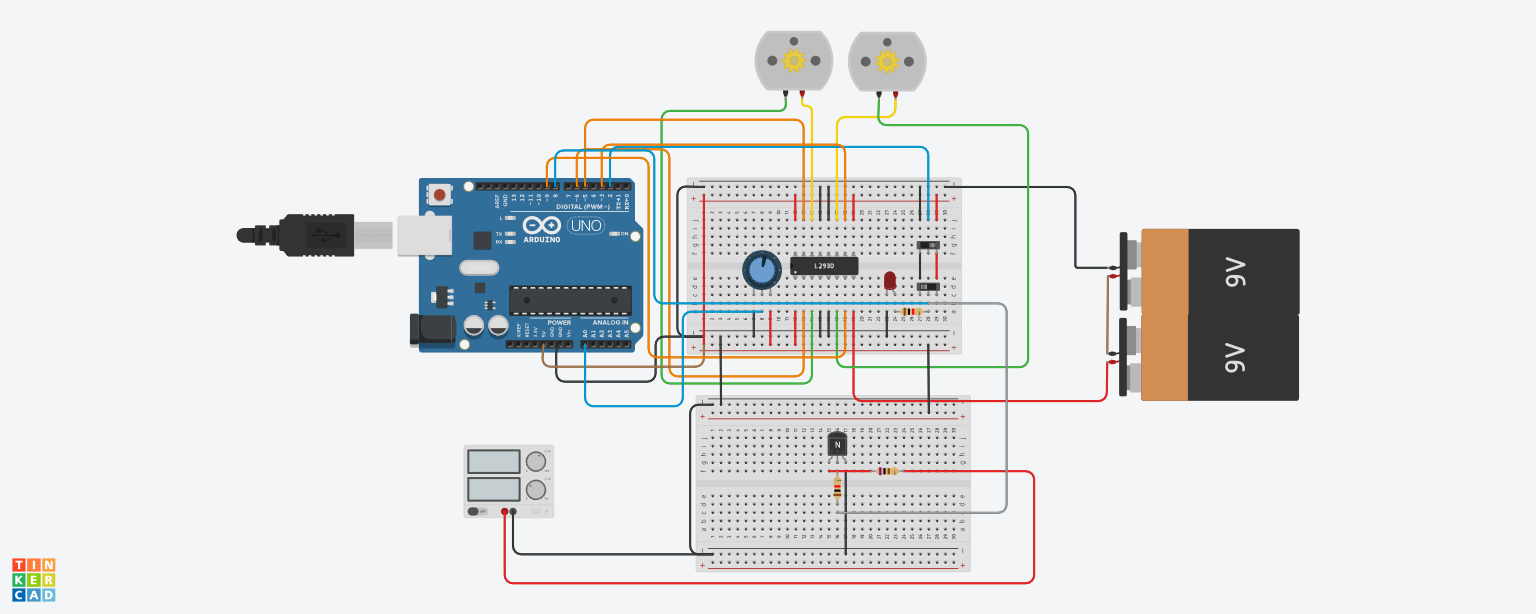 AREF
GND
13
12
~11
~10
~9
8
7
~6
~5
4
~3
2
TX→1
RX←0
DIGITAL (PWM~)
L
TX
RX
ARDUINO
UNO
ON
IOREF
RESET
3.3V
5V
GND
GND
Vin
POWER
ANALOG IN
A0
A1
A2
A3
A4
A5
L293D
N
9V
9V
TIN
KER
CAD